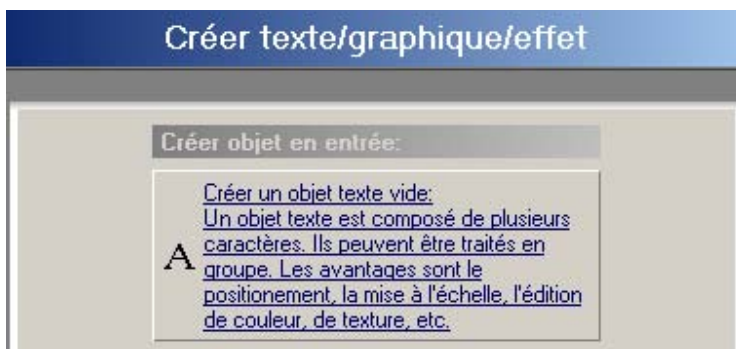 Créer texte/graphique/effet
Créer objet en entrée:
Créer un objet texte vide:
Un objet texte est composé de plusieurs
caractères. Ils peuvent être traités en
A groupe. Les avantages sont le
positionement, la mise à l'échelle, l'édition
de couleur, de texture, etc.